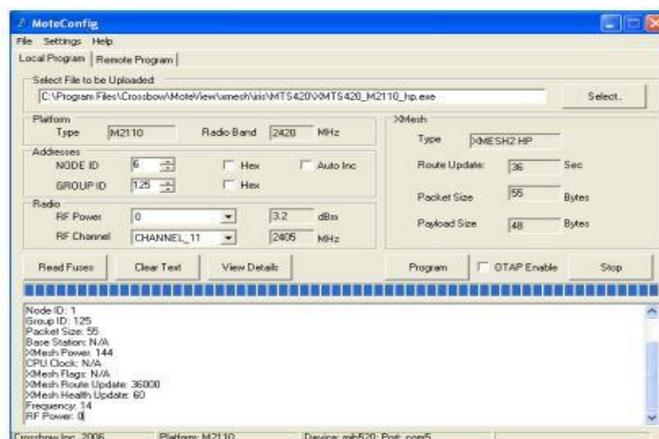 MoteConfig
File Settings Help
Local Program Remote Program
Select File to be Uploaded:
C:\Program Files\Crossbow\MoteView\xmesh\iris\MTS420\XMTS420_M2110_hp.exe Select..
Platform
Type M2110 Radio Band 2420 MHz
XMesh
Type XMESH2 HP
Addresses
NODE ID 6 Hex Auto Inc
GROUP ID 125 Hex
Route Update: 36 Sec
Packet Size 55 Bytes
Payload Size 48 Bytes
Radio
RF Power 0 3.2 dBm
RF Channel CHANNEL_11 2405 MHz
Read Fuses Clear Text View Details Program OTAP Enable Stop
Node ID: 1
Group ID: 125
Packet Size: 55
Base Station: N/A
XMesh Power: 144
CPU Clock: N/A
XMesh Flags: N/A
XMesh Route Update: 36000
XMesh Health Update: 60
Frequency: 14
RF Power: 0
Crossbow Inc. 2006 Platform: M2110 Device: mib520: Port: com5